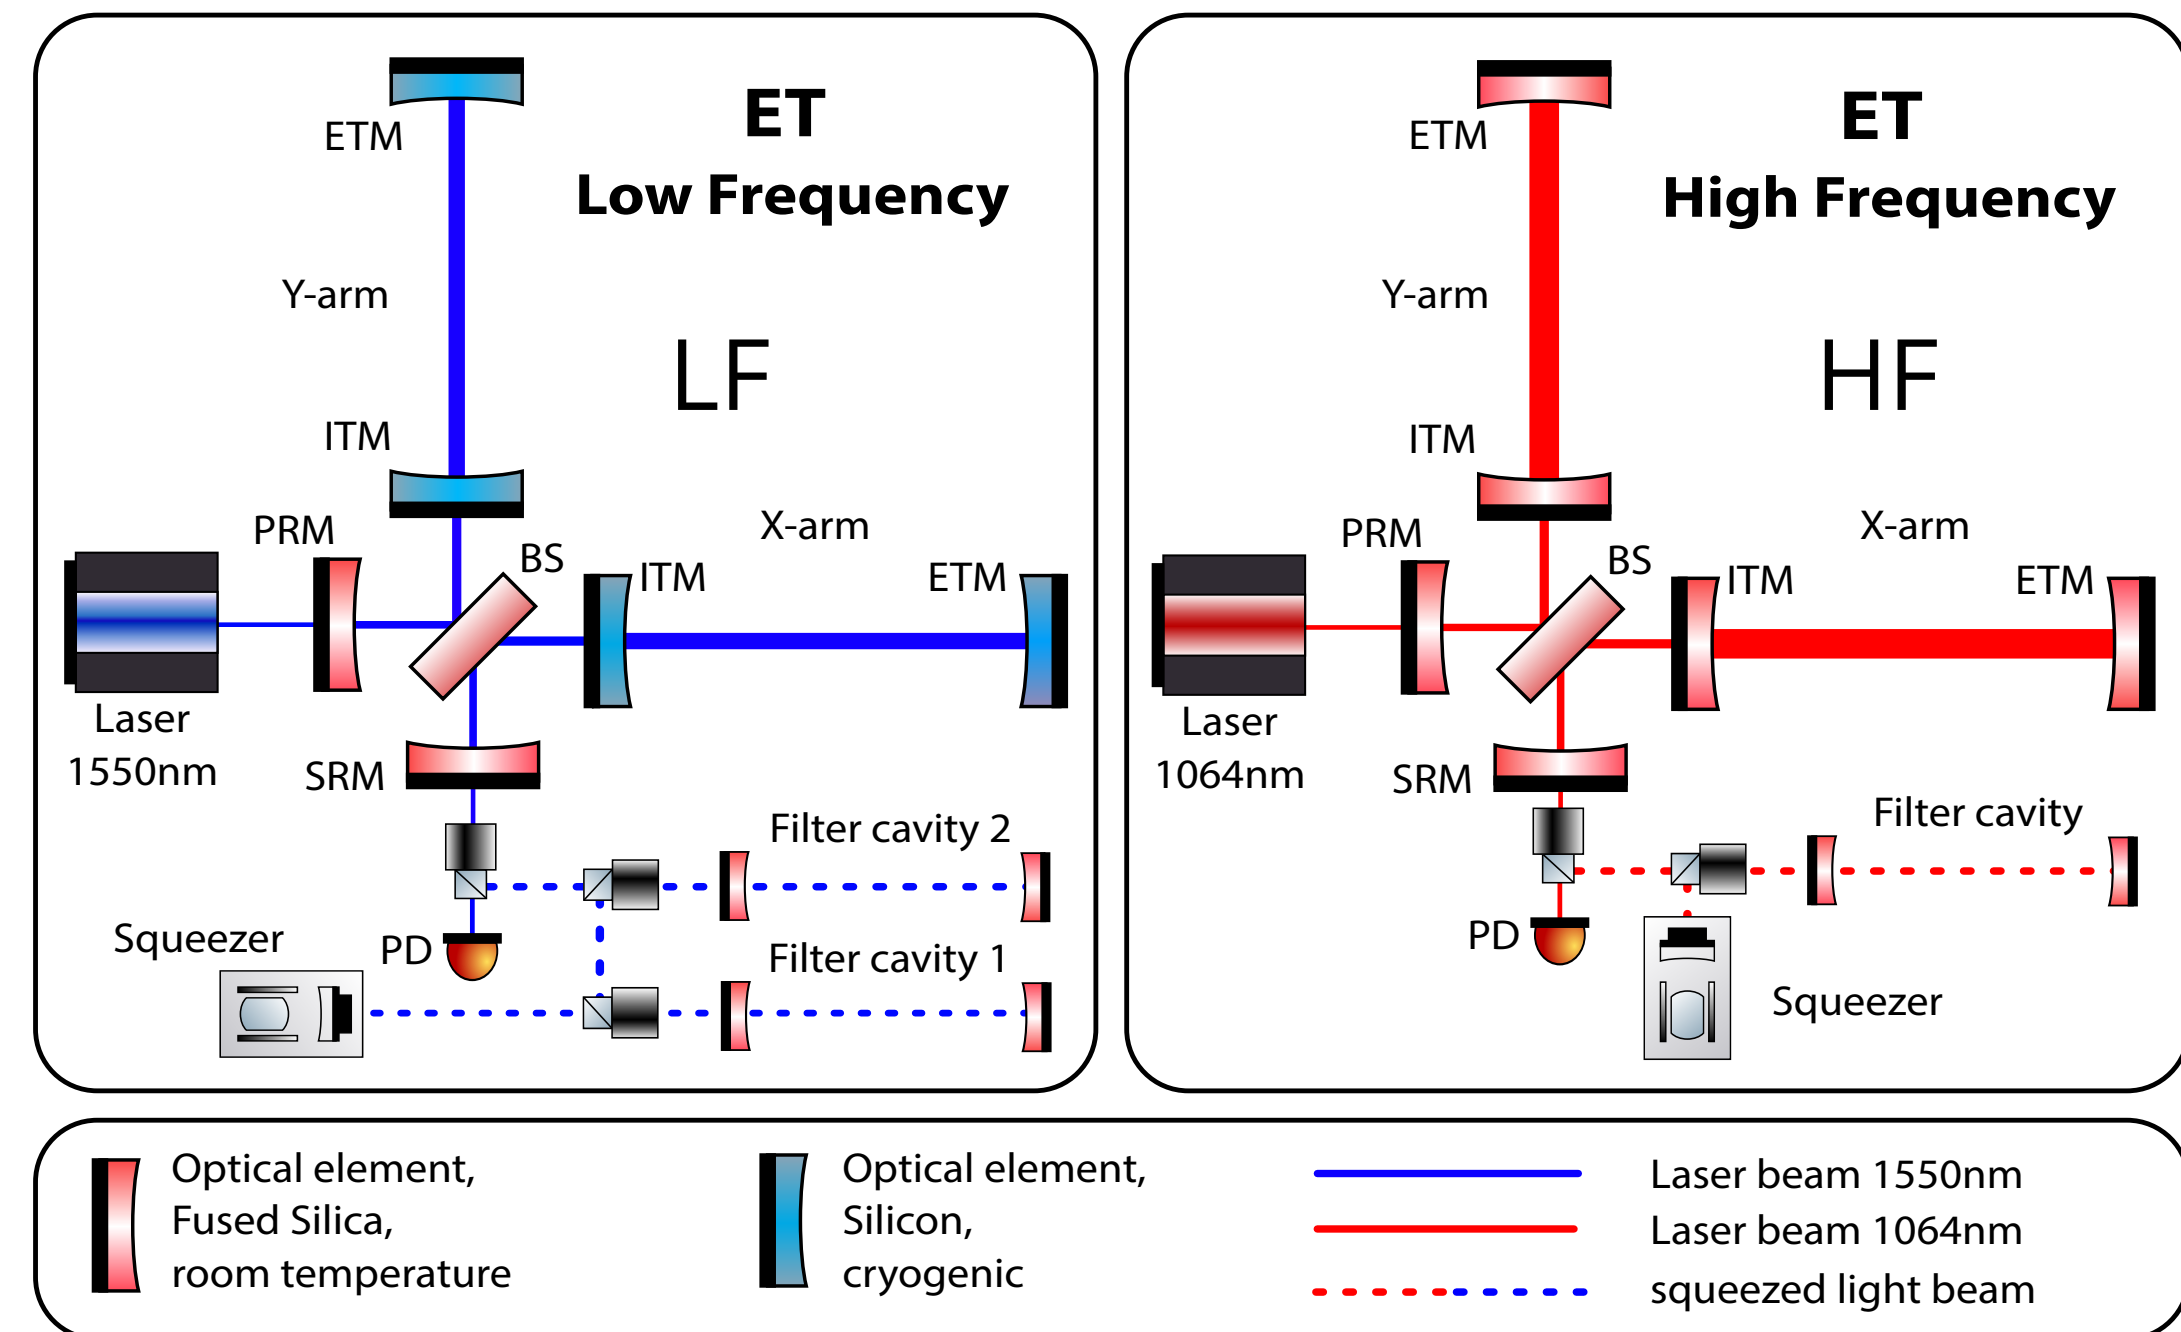 ET
Low Frequency
LF
ETM
Y-arm
ITM
PRM
BS
X-arm
ITM
ETM
Laser
1550nm
SRM
Filter cavity 2
Squeezer
PD
Filter cavity 1
ET
High Frequency
HF
ETM
Y-arm
ITM
PRM
BS
X-arm
ITM
ETM
Laser
1064nm
SRM
Filter cavity
PD
Squeezer
Optical element,
Fused Silica,
room temperature
Optical element,
Silicon,
cryogenic
Laser beam 1550nm
Laser beam 1064nm
squeezed light beam